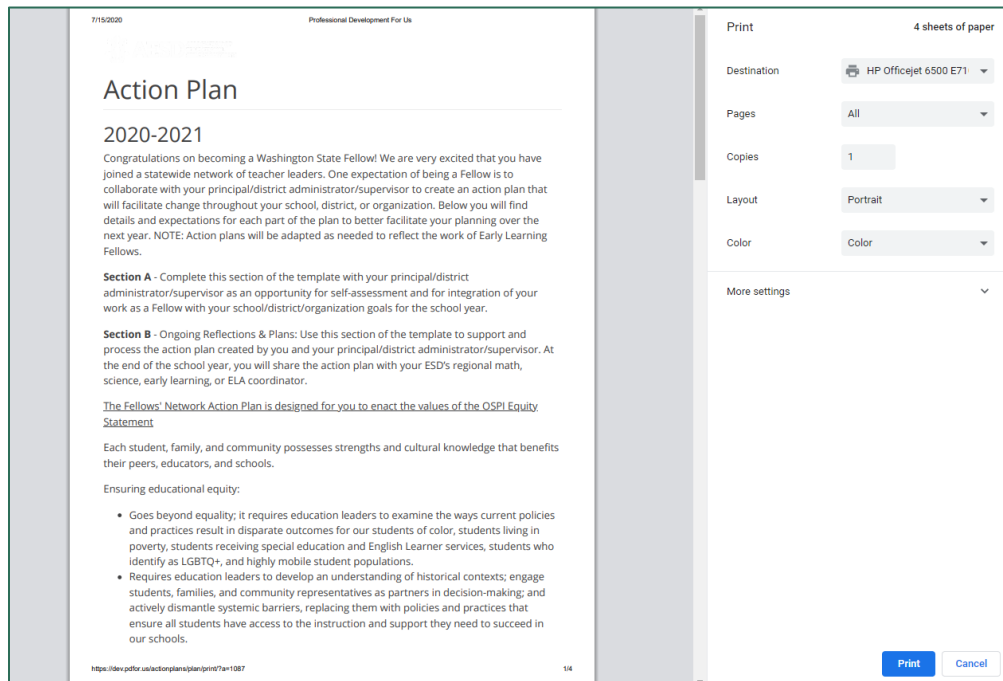 7/15/2020 Professional Development For Us
Action Plan
2020-2021
Congratulations on becoming a Washington State Fellow! We are very excited that you have
joined a statewide network of teacher leaders. One expectation of being a Fellow is to
collaborate with your principal/district administrator/supervisor to create an action plan that
will facilitate change throughout your school, district, or organization. Below you will find
details and expectations for each part of the plan to better facilitate your planning over the
next year. NOTE: Action plans will be adapted as needed to reflect the work of Early Learning
Fellows.
Section A - Complete this section of the template with your principal/district
administrator/supervisor as an opportunity for self-assessment and for integration of your
work as a Fellow with your school/district/organization goals for the school year.
Section B - Ongoing Reflections & Plans: Use this section of the template to support and
process the action plan created by you and your principal/district administrator/supervisor. At
the end of the school year, you will share the action plan with your ESD's regional math,
science, early learning, or ELA coordinator.
The Fellows' Network Action Plan is designed for you to enact the values of the OSPI Equity
Statement
Each student, family, and community possesses strengths and cultural knowledge that benefits
their peers, educators, and schools.
Ensuring educational equity:
• Goes beyond equality; it requires education leaders to examine the ways current policies
and practices result in disparate outcomes for our students of color, students living in
poverty, students receiving special education and English Learner services, students who
identify as LGBTQ+, and highly mobile student populations.
• Requires education leaders to develop an understanding of historical contexts; engage
students, families, and community representatives as partners in decision-making; and
actively dismantle systemic barriers, replacing them with policies and practices that
ensure all students have access to the instruction and support they need to succeed in
our schools.
https://dev.pdfor.us/actionplans/plan/print/?a=1087 1/4
Print 4 sheets of paper
Destination HP Officejet 6500 E71
Pages All
Copies 1
Layout Portrait
Color Color
More settings
Print Cancel